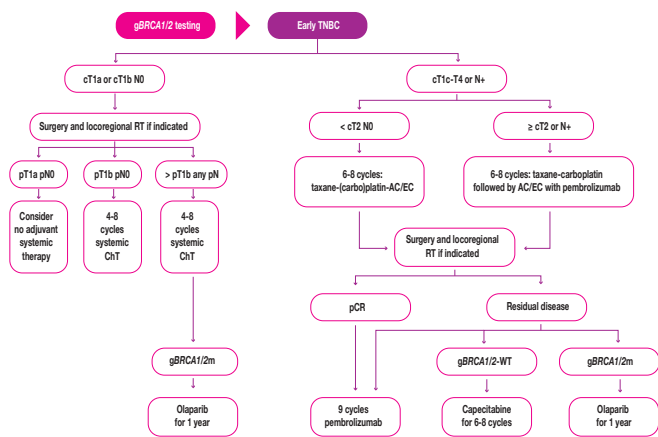 gBRCA1/2 testing
Early TNBC
cT1a or cT1b N0
cT1c-T4 or N+
Surgery and locoregional RT if indicated
< cT2 N0
≥ cT2 or N+
pT1a pN0
pT1b pN0
> pT1b any pN
6-8 cycles:
taxane-(carbo)platin-AC/EC
6-8 cycles: taxane-carboplatin
followed by AC/EC with pembrolizumab
Consider
no adjuvant
systemic
therapy
4-8
cycles
systemic
ChT
4-8
cycles
systemic
ChT
Surgery and locoregional
RT if indicated
pCR
Residual disease
gBRCA1/2m
gBRCA1/2-WT
gBRCA1/2m
Olaparib
for 1 year
9 cycles
pembrolizumab
Capecitabine
for 6-8 cycles
Olaparib
for 1 year